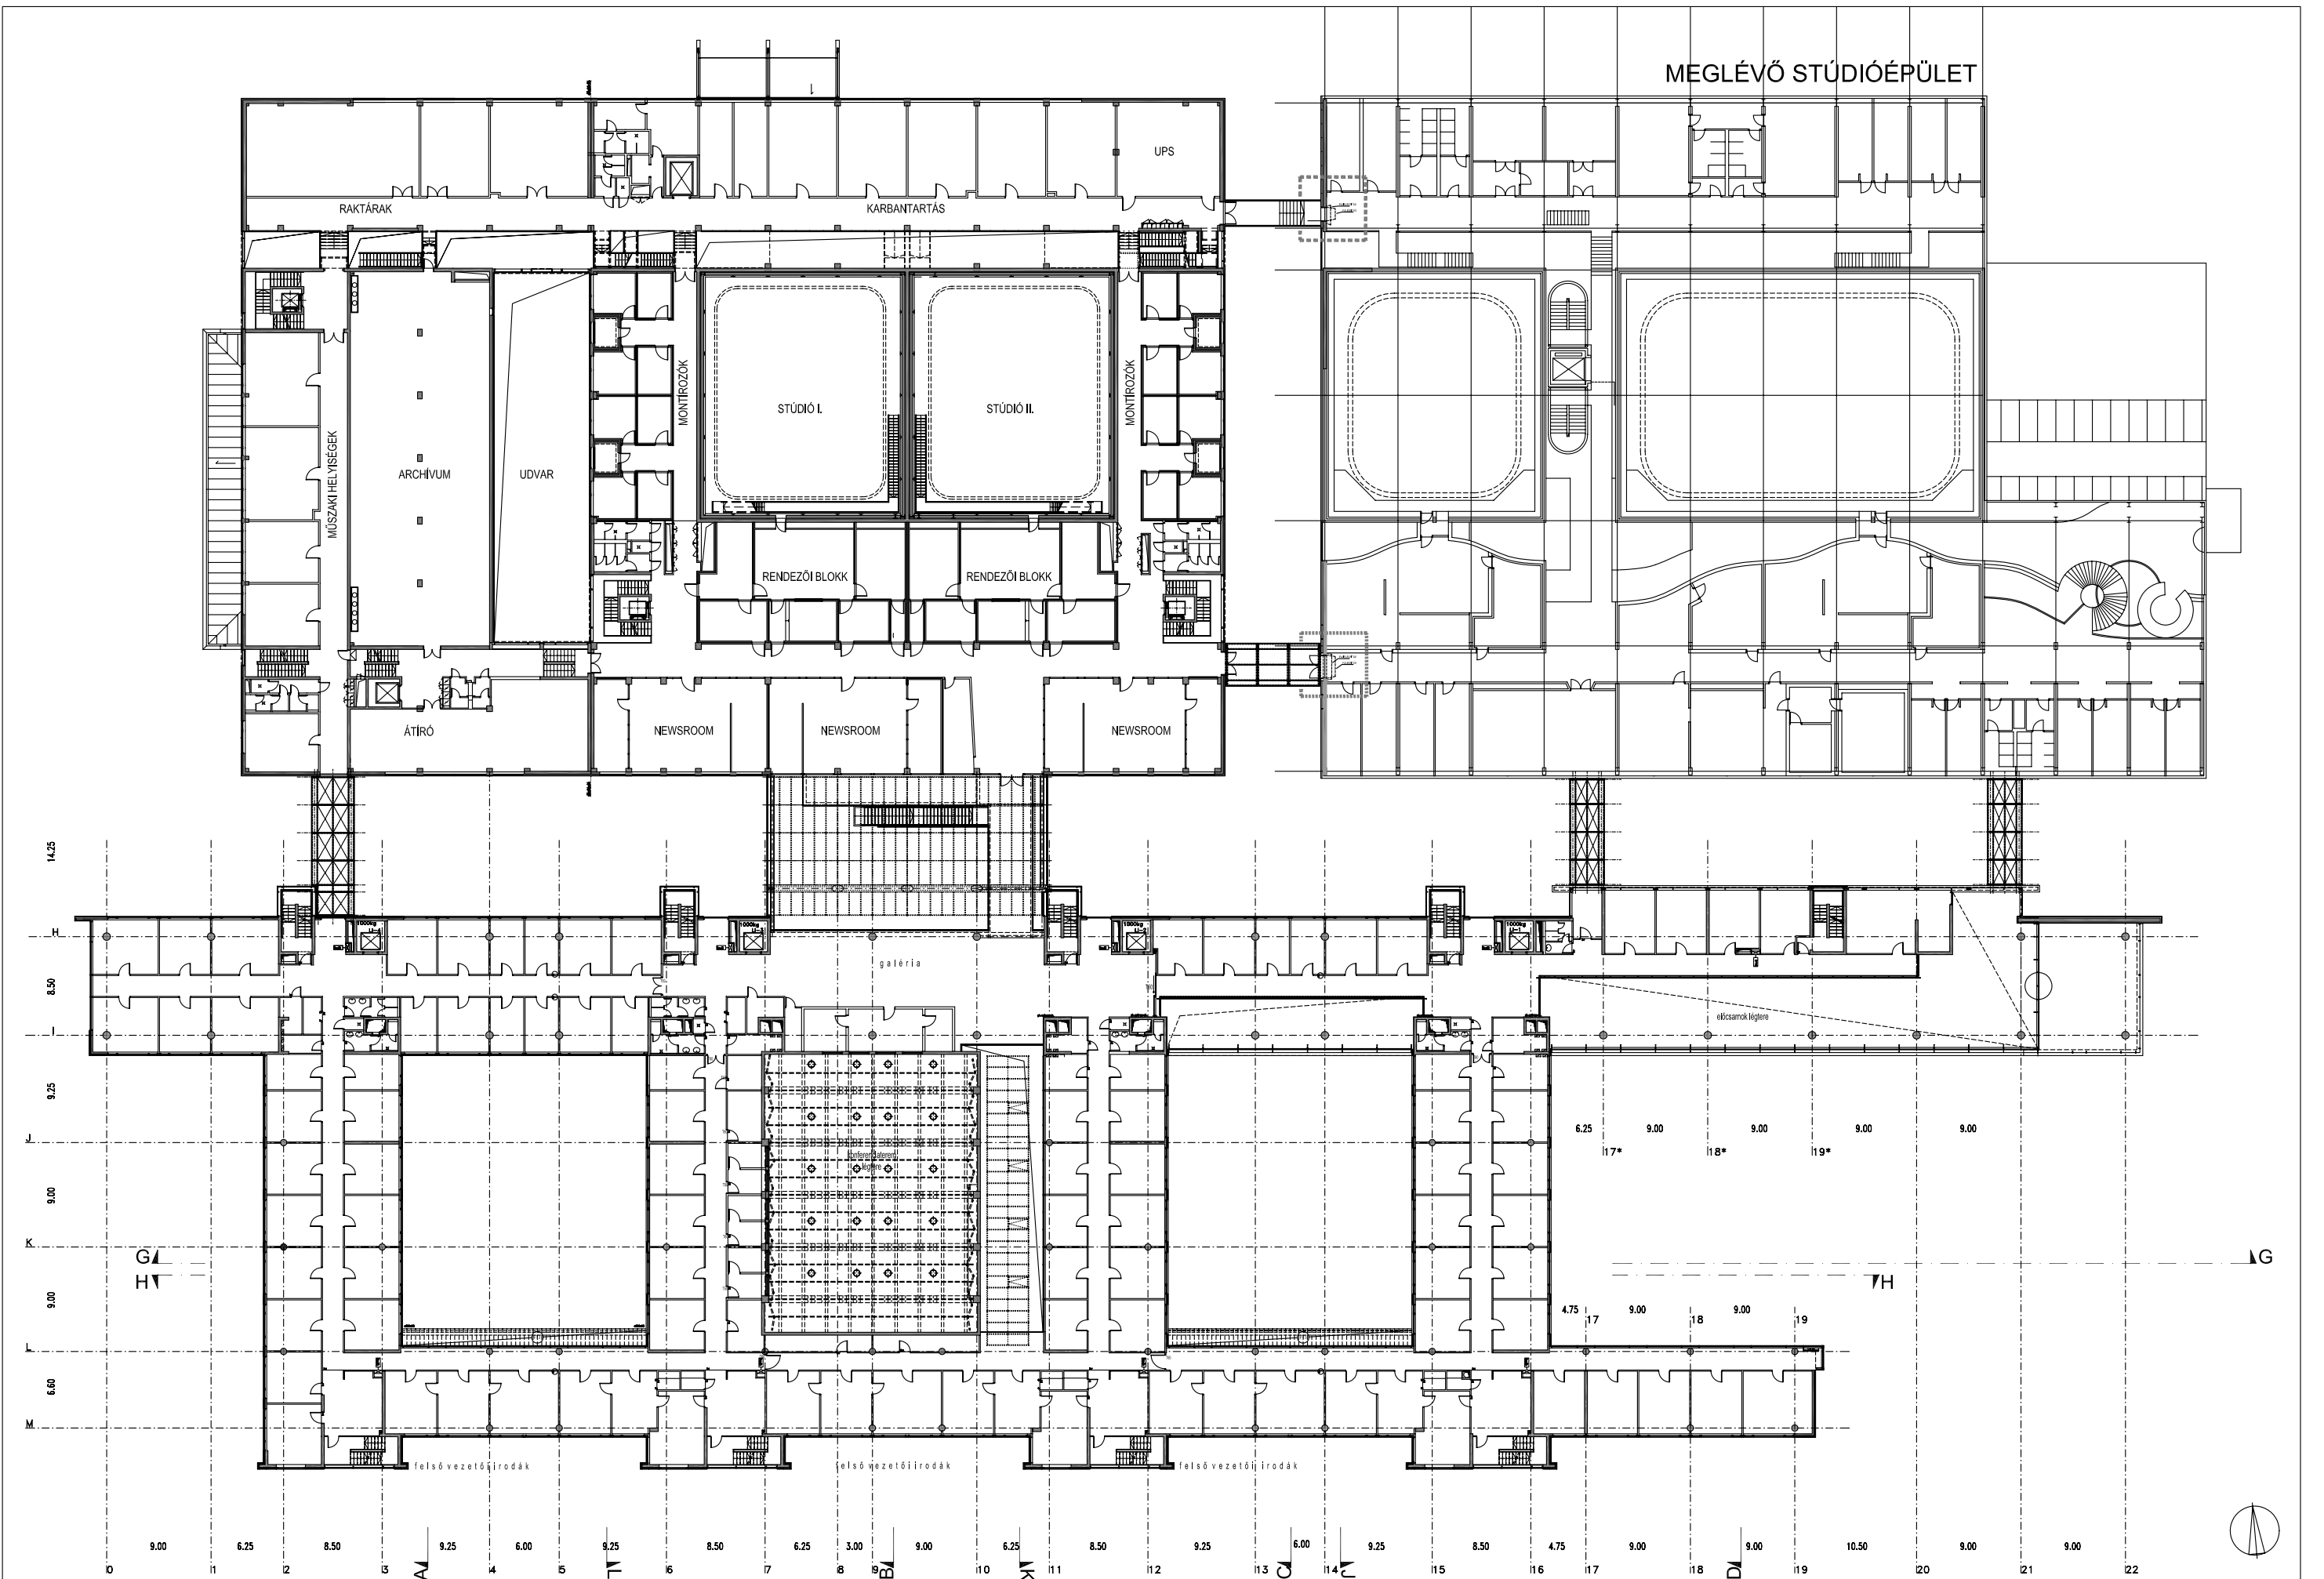 MEGLÉVŐ STÚDIÓÉPÜLET
UPS
RAKTÁRAK
KARBANTARTÁS
MŰSZAKI HELYISÉGEK
ARCHÍVUM
UDVAR
MONTÍROZÓK
STÚDIÓ I.
STÚDIÓ II.
MONTÍROZÓK
RENDEZŐI BLOKK
RENDEZŐI BLOKK
ÁTÍRÓ
NEWSROOM
NEWSROOM
NEWSROOM
14.25
1000kg
1000kg
1000kg
1000kg
H
galéria
8.50
I
előcsarnok légtere
9.25
J
konferenciaterem
légtere
6.25 9.00 9.00 9.00 9.00
17* 18* 19*
9.00
K
G G
H H
9.00
4.75 9.00 9.00
17 18 19
L
6.60
M
felső vezetői irodák
felső vezetői irodák
felső vezetői irodák
9.00 6.25 8.50 9.25 6.00 9.25 8.50 6.25 3.00 9.00 6.25 8.50 9.25 6.00 9.25 8.50 4.75 9.00 9.00 10.50 9.00 9.00
0 1 2 3 A 4 5 L 6 7 8 9 B 10 K 11 12 13 C 14 J 15 16 17 18 D 19 20 21 22